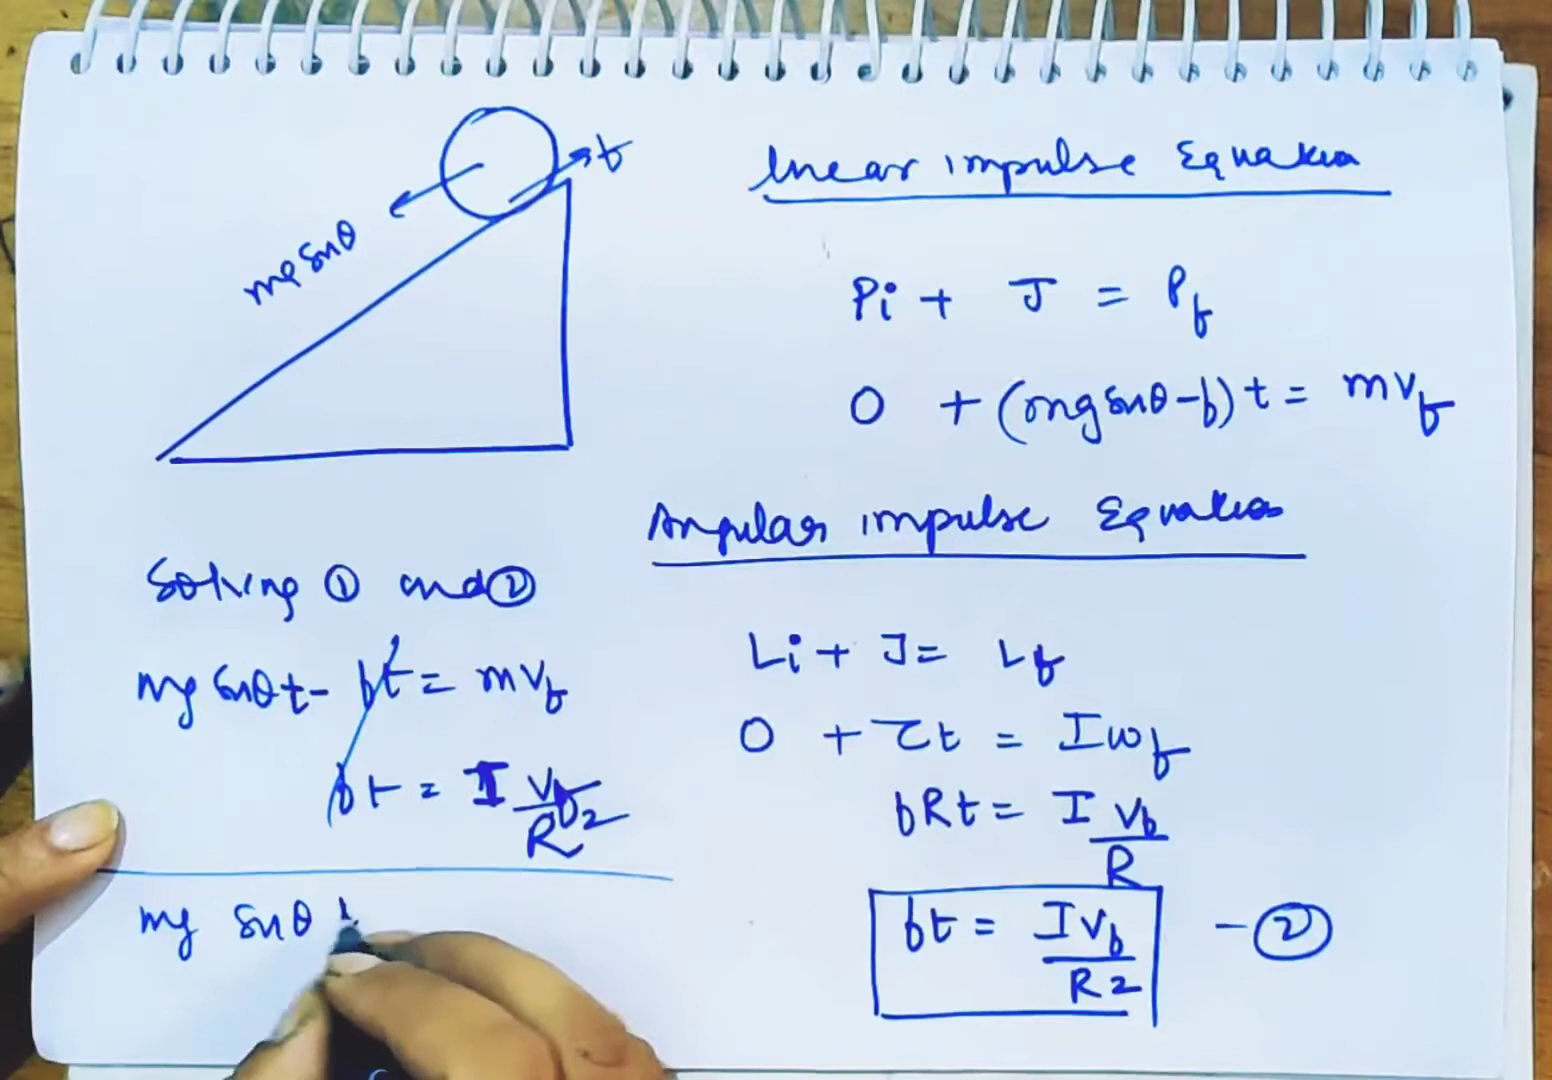 f
mg sinθ
linear impulse Equation
Pi + J = Pf
0 + (mg sinθ - f) t = mvf
Angular impulse Equation
Li + J = Lf
0 + τt = Iωf
fRt = I vf/R
ft = Ivf/R2 - ②
Solving ① and ②
mg sinθ t - ft = mvf
ft = I vf/R2
mg sinθ t